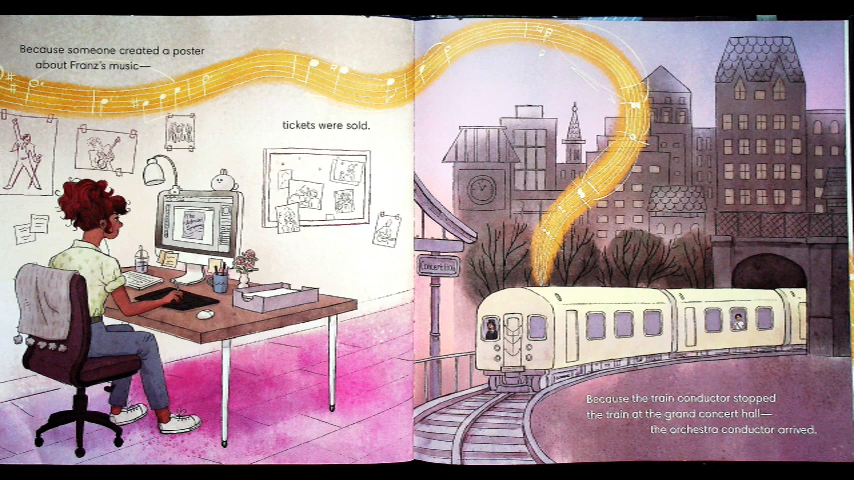 Because someone created a poster
about Franz's music—
tickets were sold.
Because the train conductor stopped
the train at the grand concert hall—
the orchestra conductor arrived.